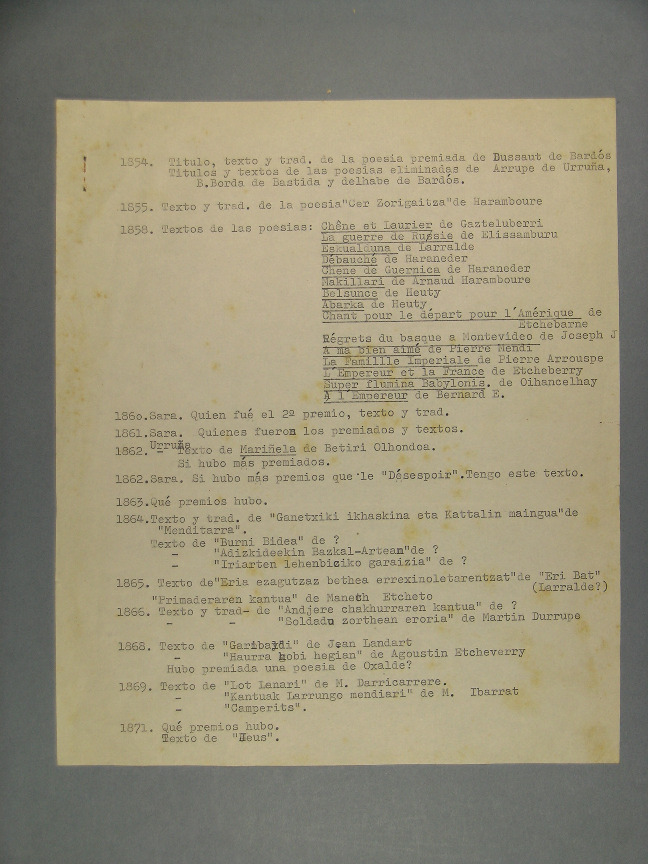 1854. Titulo, texto y trad. de la poesia premiada de Dussaut de Bardós
Titulos y textos de las poesias eliminadas de Arrupe de Urruña,
B.Borda de Bastida y delhabe de Bardós.
1855. Texto y trad. de la poesia"Cer Zorigaitza"de Haramboure
1858. Textos de las poesias: Chêne et Laurier de Gazteluberri
La guerre de Russie de Elissamburu
Eskualduna de Larralde
Débauché de Haraneder
Chene de Guernica de Haraneder
Makillari de Arnaud Haramboure
Belsunce de Heuty
Abarka de Heuty
Chant pour le départ pour l'Amérique de
Etchebarne
Régrets du basque a Montevideo de Joseph J
A ma bien aimé de Pierre Mendi
La Famillle Imperiale de Pierre Arrouspe
L'Empereur et la France de Etcheberry
Super flumina Babylonis. de Oihancelhay
A l'Empereur de Bernard E.
186o.Sara. Quien fué el 2º premio, texto y trad.
1861.Sara. Quienes fueron los premiados y textos.
Urruña
1862. - Texto de Mariñela de Betiri Olhondoa.
Si hubo más premiados.
1862.Sara. Si hubo más premios que le "Désespoir".Tengo este texto.
1863.Qué premios hubo.
1864.Texto y trad. de "Ganetxiki ikhaskina eta Kattalin maingua"de
"Menditarra".
Texto de "Burni Bidea" de ?
- "Adizkideekin Bazkal-Artean"de ?
- "Iriarten lehenbiziko garaizia" de ?
1865. Texto de"Eria ezagutzaz bethea errexinoletarentzat"de "Eri Bat"
(Larralde?)
"Primaderaren kantua" de Maneth Etcheto
1866. Texto y trad- de "Andjere chakhurraren kantua" de ?
- - "Soldadu zorthean eroria" de Martin Durrupe
1868. Texto de "Garibaldi" de Jean Landart
- "Haurra hobi hegian" de Agoustin Etcheverry
Hubo premiada una poesia de Oxalde?
1869. Texto de "Lot Lanari" de M. Darricarrere.
- "Kantuak Larrungo mendiari" de M. Ibarrat
- "Camperits".
1871. Qué premios hubo.
Texto de "Neus".